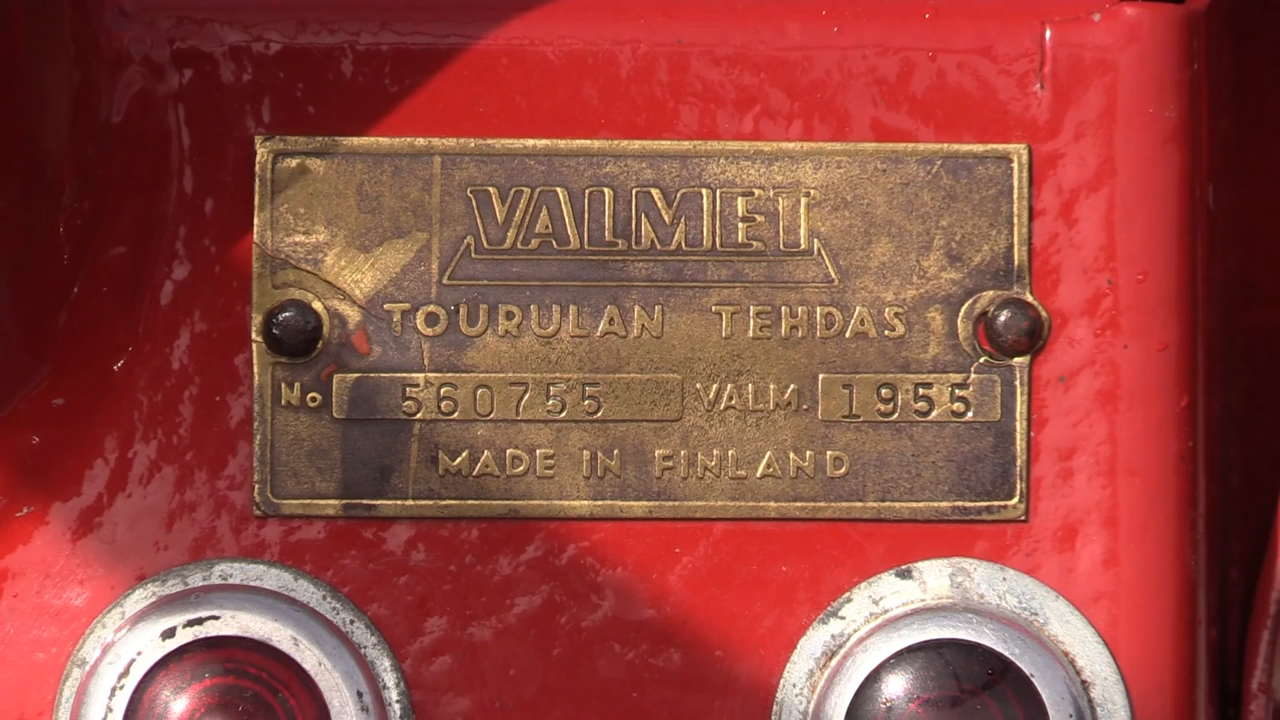 VALMET
TOURULAN TEHDAS
No 560755 VALM. 1955
MADE IN FINLAND